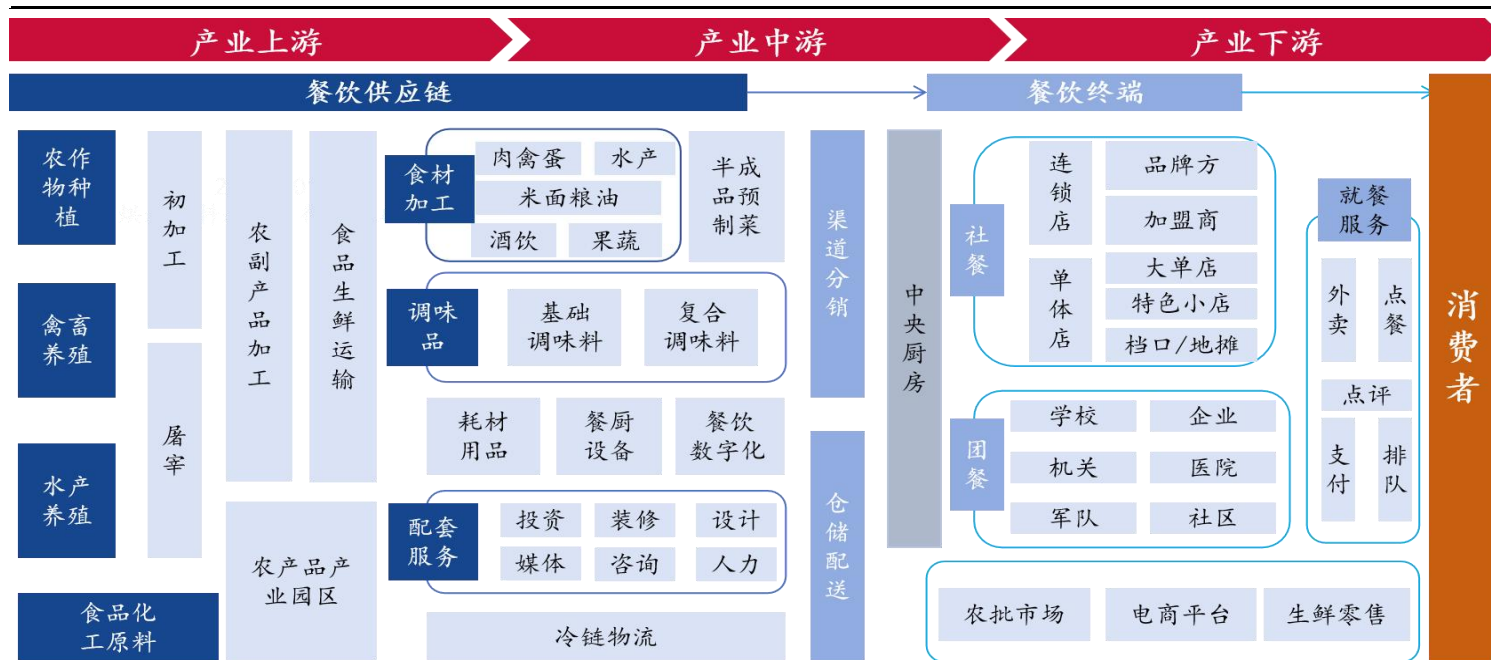 产业上游
产业中游
产业下游
餐饮供应链
餐饮终端
农作
物种
植
禽畜
养殖
水产
养殖
食品化
工原料
初加工
屠宰
农副产品加工
食品生鲜运输
农产品产
业园区
食材
加工
肉禽蛋
水产
米面粮油
酒饮
果蔬
半成
品预
制菜
调味
品
基础
调味料
复合
调味料
耗材
用品
餐厨
设备
餐饮
数字化
配套
服务
投资
装修
设计
媒体
咨询
人力
冷链物流
渠道分销
仓储配送
中央厨房
社餐
连锁店
品牌方
加盟商
单体店
大单店
特色小店
档口/地摊
团餐
学校
企业
机关
医院
军队
社区
农批市场
电商平台
生鲜零售
就餐
服务
外卖
点餐
点评
支付
排队
消费者